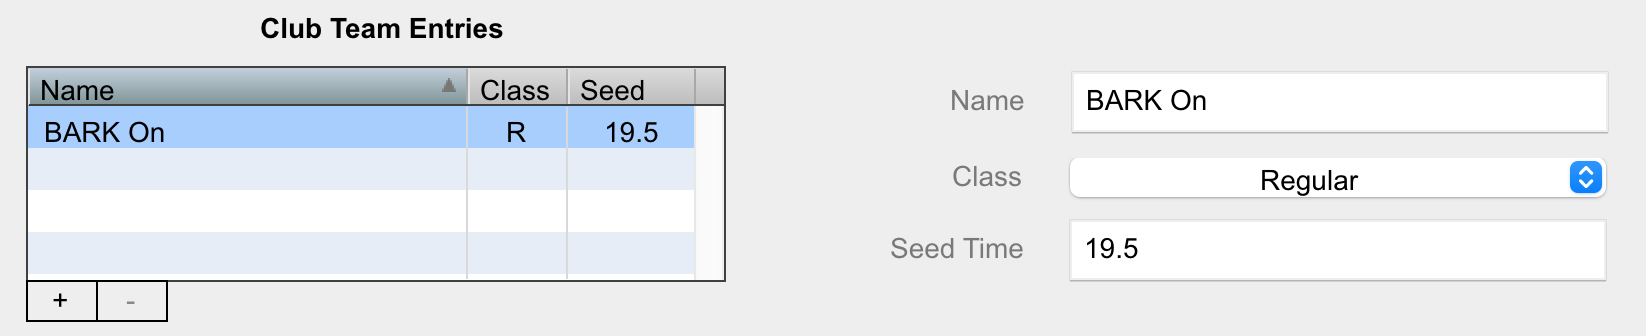 Club Team Entries
Name Class Seed
BARK On R 19.5
+ -
Name BARK On
Class Regular
Seed Time 19.5